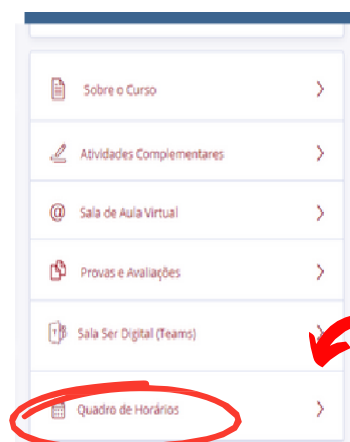 Sobre o Curso
Atividades Complementares
@ Sala de Aula Virtual
Provas e Avaliações
Sala Ser Digital (Teams)
Quadro de Horários